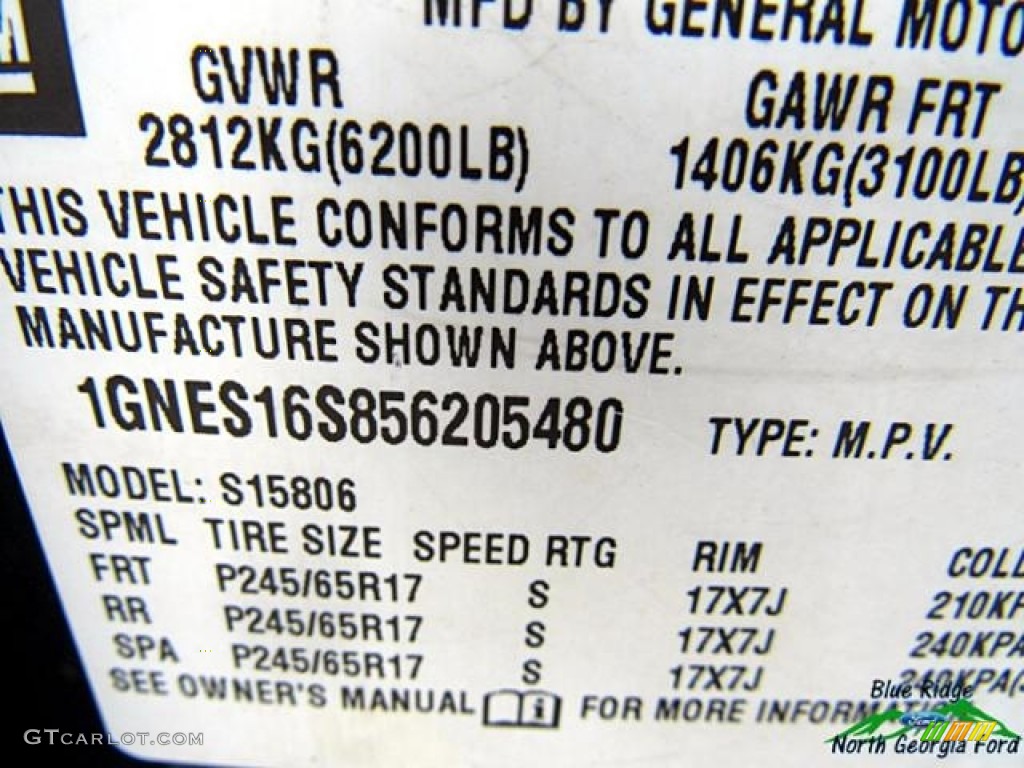 M
MFD BY GENERAL MOTO
GVWR GAWR FRT
2812KG(6200LB) 1406KG(3100LB)
THIS VEHICLE CONFORMS TO ALL APPLICABLE
VEHICLE SAFETY STANDARDS IN EFFECT ON TH
MANUFACTURE SHOWN ABOVE.
1GNES16S856205480 TYPE: M.P.V.
MODEL: S15806
SPML TIRE SIZE SPEED RTG RIM COLD
FRT P245/65R17 S 17X7J 210KP
RR P245/65R17 S 17X7J 240KPA
SPA P245/65R17 S 17X7J 240KPA(
SEE OWNER'S MANUAL i FOR MORE INFORMATI
Blue Ridge
Ford
North Georgia Ford
GTcarlot.com